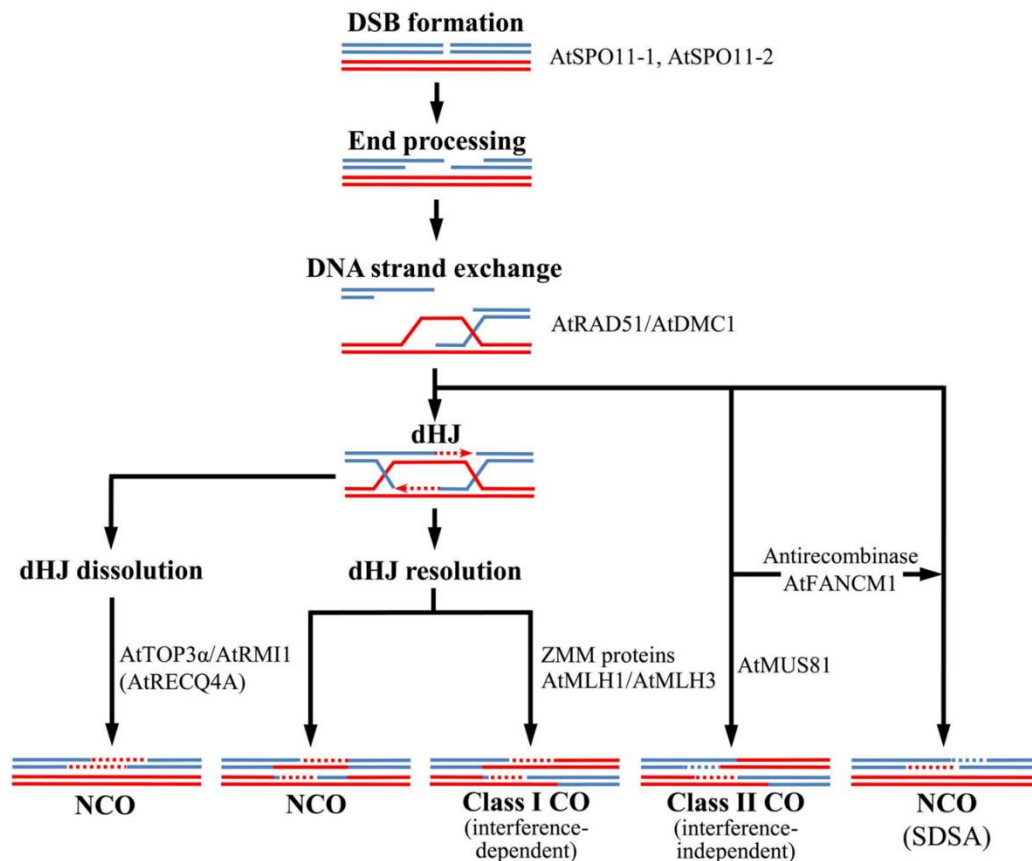 DSB formation
AtSPO11-1, AtSPO11-2
End processing
DNA strand exchange
AtRAD51/AtDMC1
dHJ
dHJ dissolution
dHJ resolution
Antirecombinase
AtFANCM1
AtTOP3α/AtRMI1
(AtRECQ4A)
ZMM proteins
AtMLH1/AtMLH3
AtMUS81
NCO
NCO
Class I CO
(interference-
dependent)
Class II CO
(interference-
independent)
NCO
(SDSA)